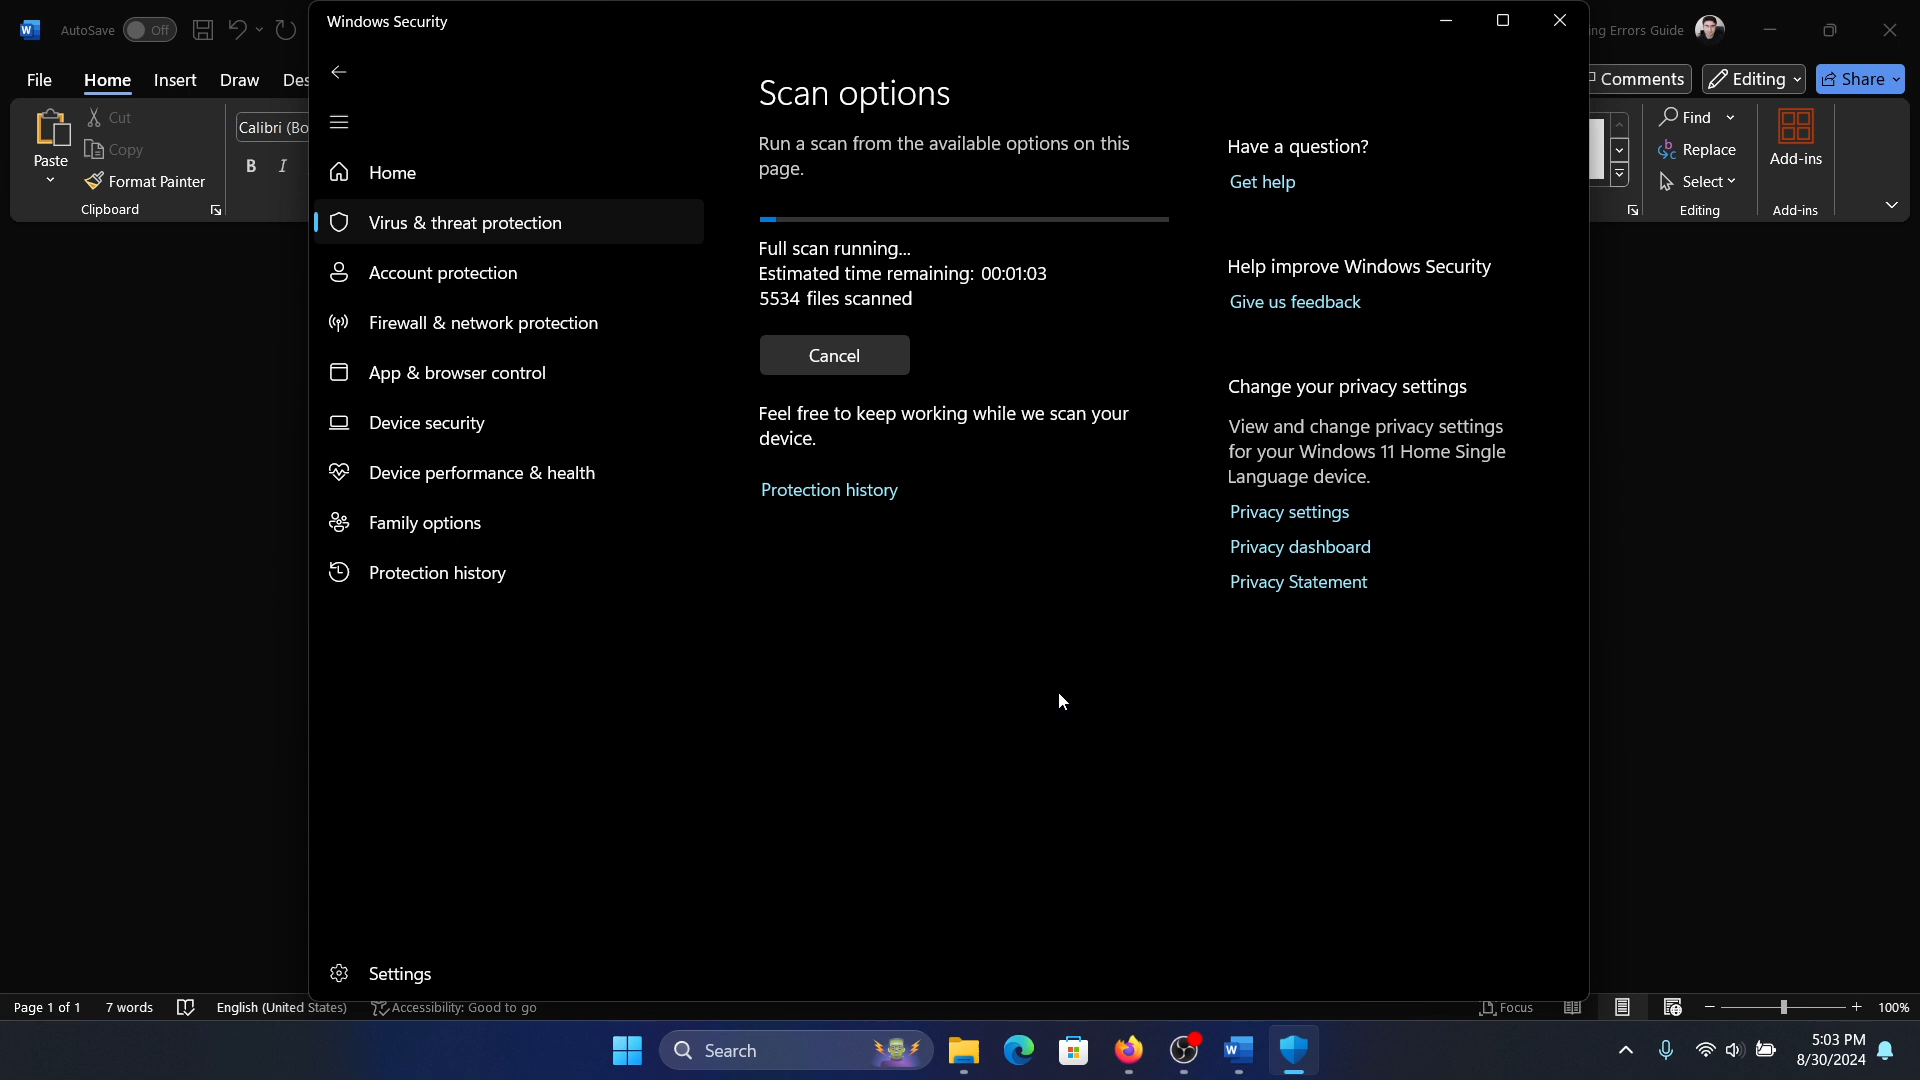 Windows Security
AutoSave
Off
ing Errors Guide
File
Home
Insert
Draw
Des
Comments
Editing
Share
Paste
Cut
Copy
Format Painter
Clipboard
Calibri (Bo
B
I
Find
Replace
Select
Editing
Add-ins
Add-ins
Home
Virus & threat protection
Account protection
Firewall & network protection
App & browser control
Device security
Device performance & health
Family options
Protection history
Settings
Scan options
Run a scan from the available options on this
page.
Full scan running...
Estimated time remaining: 00:01:03
5534 files scanned
Cancel
Feel free to keep working while we scan your
device.
Protection history
Have a question?
Get help
Help improve Windows Security
Give us feedback
Change your privacy settings
View and change privacy settings
for your Windows 11 Home Single
Language device.
Privacy settings
Privacy dashboard
Privacy Statement
Page 1 of 1
7 words
English (United States)
Accessibility: Good to go
Focus
100%
Search
5:03 PM
8/30/2024